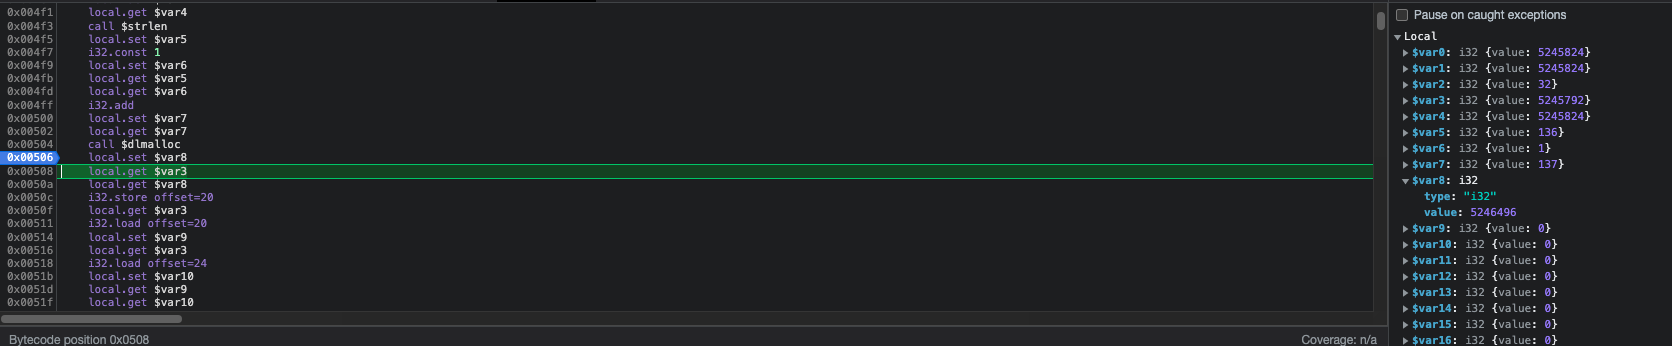 0x004f1 local.get $var4
0x004f3 call $strlen
0x004f5 local.set $var5
0x004f7 i32.const 1
0x004f9 local.set $var6
0x004fb local.get $var5
0x004fd local.get $var6
0x004ff i32.add
0x00500 local.set $var7
0x00502 local.get $var7
0x00504 call $dlmalloc
0x00506 local.set $var8
0x00508 local.get $var3
0x0050a local.get $var8
0x0050c i32.store offset=20
0x0050f local.get $var3
0x00511 i32.load offset=20
0x00514 local.set $var9
0x00516 local.get $var3
0x00518 i32.load offset=24
0x0051b local.set $var10
0x0051d local.get $var9
0x0051f local.get $var10
Bytecode position 0x0508
Coverage: n/a
Pause on caught exceptions
Local
$var0: i32 {value: 5245824}
$var1: i32 {value: 5245824}
$var2: i32 {value: 32}
$var3: i32 {value: 5245792}
$var4: i32 {value: 5245824}
$var5: i32 {value: 136}
$var6: i32 {value: 1}
$var7: i32 {value: 137}
$var8: i32
type: "i32"
value: 5246496
$var9: i32 {value: 0}
$var10: i32 {value: 0}
$var11: i32 {value: 0}
$var12: i32 {value: 0}
$var13: i32 {value: 0}
$var14: i32 {value: 0}
$var15: i32 {value: 0}
$var16: i32 {value: 0}